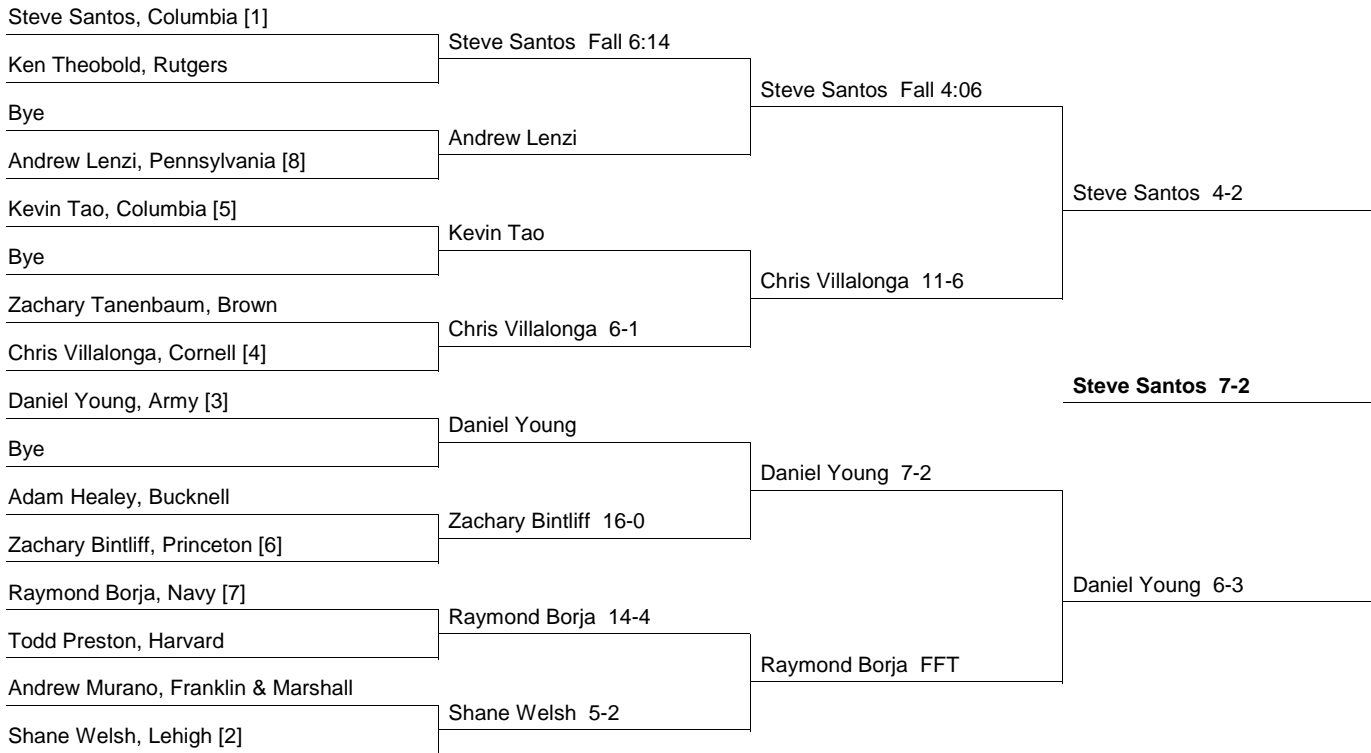 Steve Santos, Columbia [1]
Ken Theobold, Rutgers
Bye
Andrew Lenzi, Pennsylvania [8]
Kevin Tao, Columbia [5]
Bye
Zachary Tanenbaum, Brown
Chris Villalonga, Cornell [4]
Daniel Young, Army [3]
Bye
Adam Healey, Bucknell
Zachary Bintliff, Princeton [6]
Raymond Borja, Navy [7]
Todd Preston, Harvard
Andrew Murano, Franklin & Marshall
Shane Welsh, Lehigh [2]
Steve Santos Fall 6:14
Andrew Lenzi
Kevin Tao
Chris Villalonga 6-1
Daniel Young
Zachary Bintliff 16-0
Raymond Borja 14-4
Shane Welsh 5-2
Steve Santos Fall 4:06
Chris Villalonga 11-6
Daniel Young 7-2
Raymond Borja FFT
Steve Santos 4-2
Steve Santos 7-2
Daniel Young 6-3